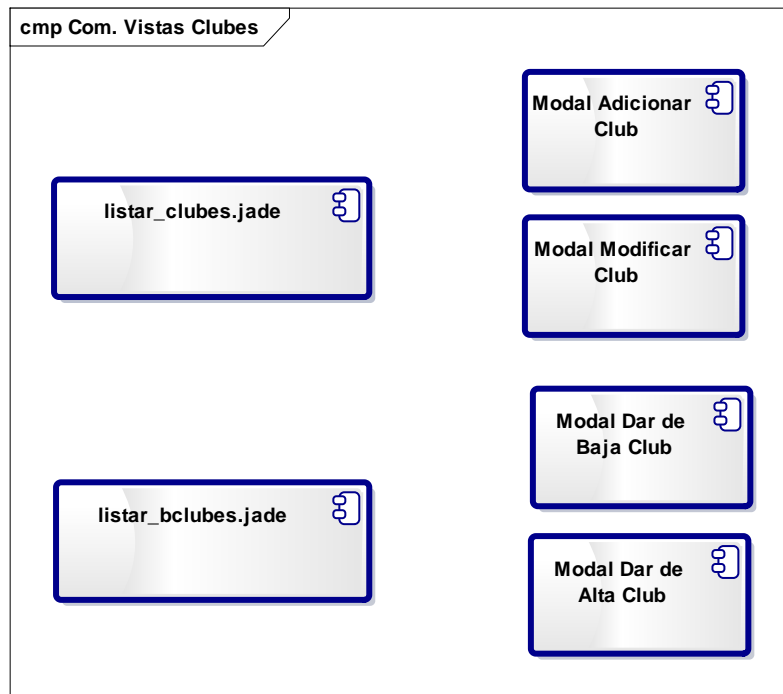 cmp Com. Vistas Clubes
Modal Adicionar
Club
listar_clubes.jade
Modal Modificar
Club
Modal Dar de
Baja Club
listar_bclubes.jade
Modal Dar de
Alta Club